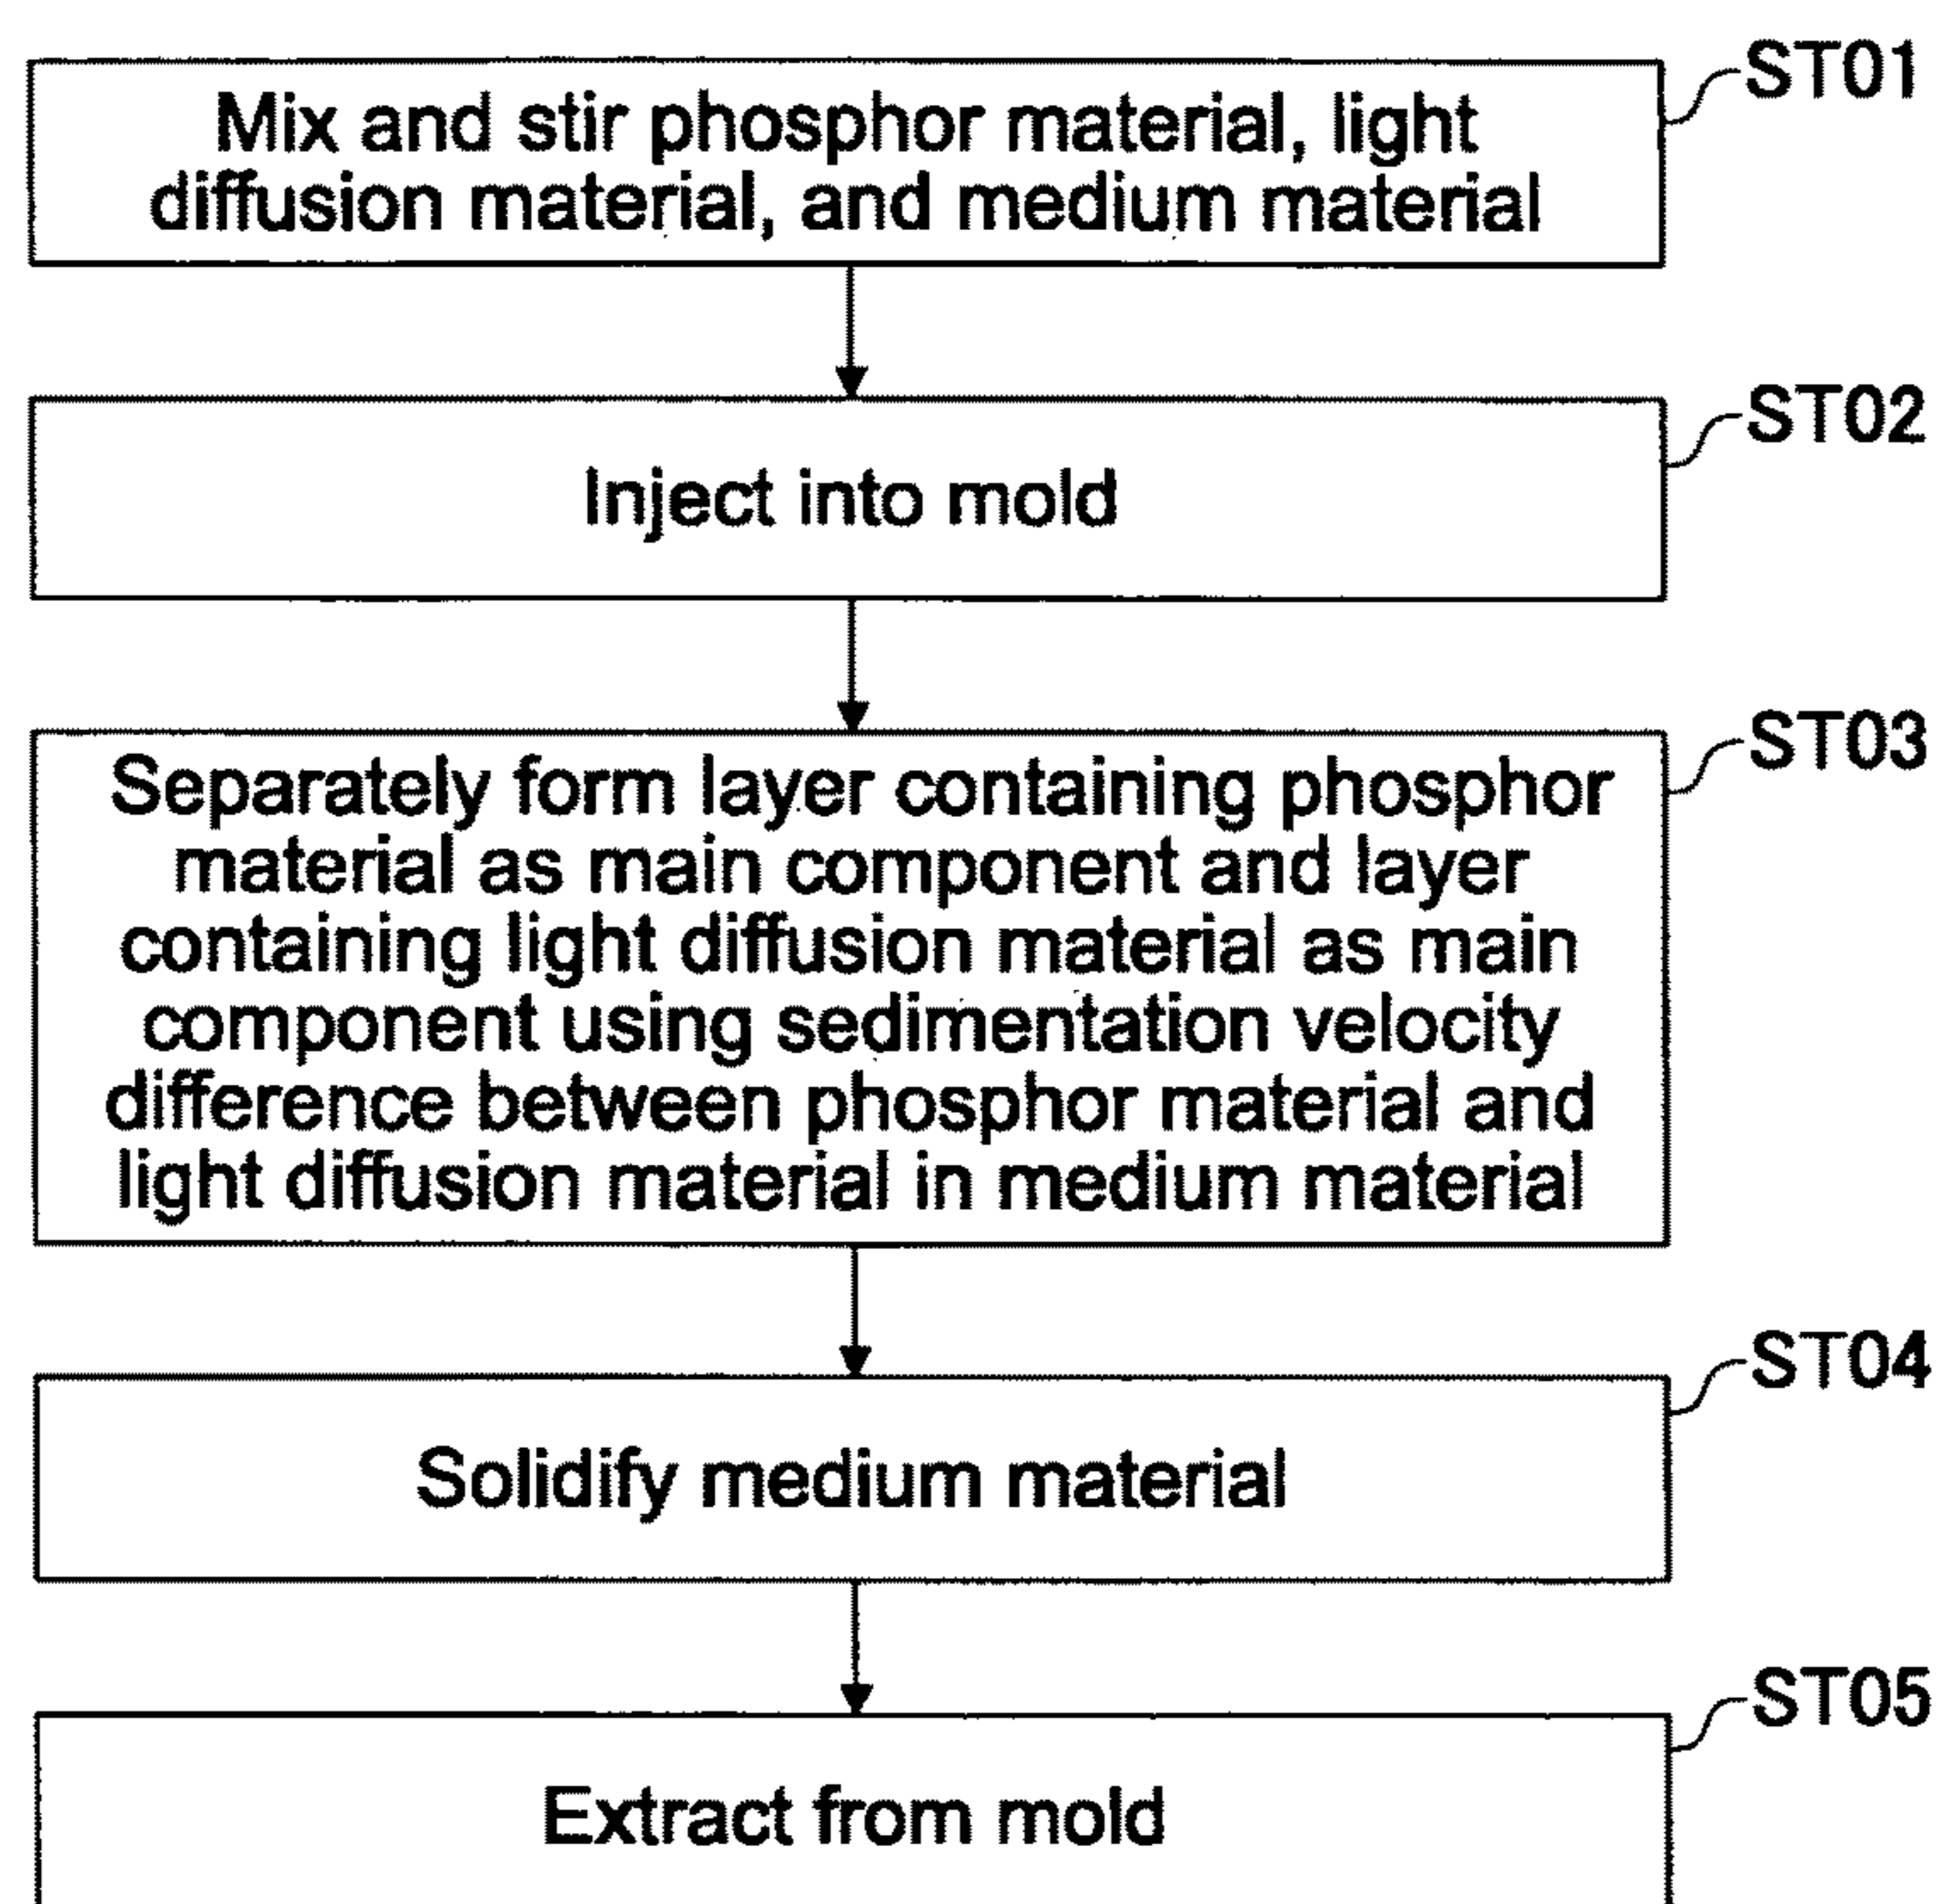 ST01
Mix and stir phosphor material, light
diffusion material, and medium material
ST02
Inject into mold
ST03
Separately form layer containing phosphor
material as main component and layer
containing light diffusion material as main
component using sedimentation velocity
difference between phosphor material and
light diffusion material in medium material
ST04
Solidify medium material
ST05
Extract from mold